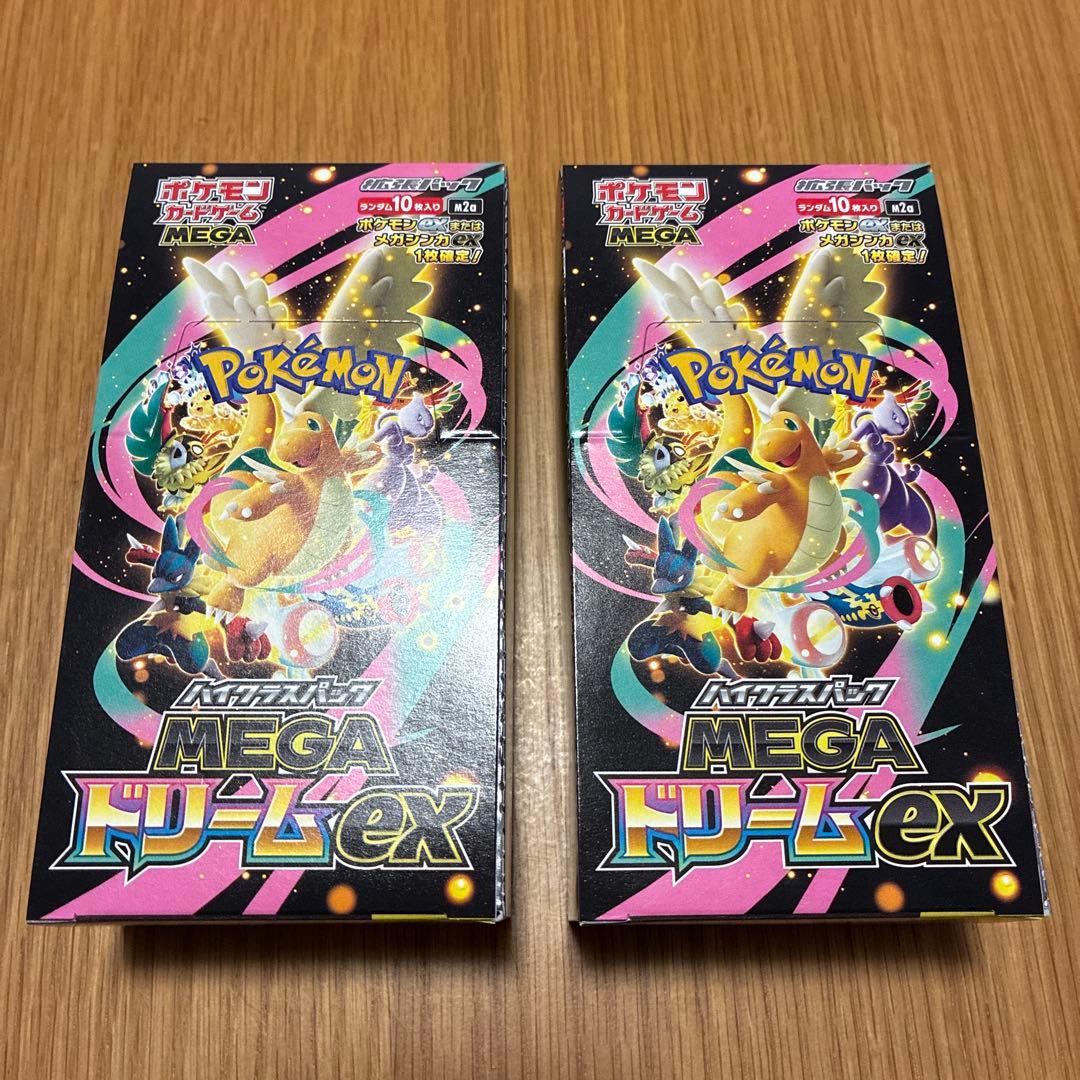 ポケモン
カードゲーム
MEGA
拡張パック
ランダム10枚入り
M2a
ポケモンexまたは
メガシンカex
1枚確定!
POKéMON
TM
ハイクラスパック
MEGA
ドリームex
ポケモン
カードゲーム
MEGA
拡張パック
ランダム10枚入り
M2a
ポケモンexまたは
メガシンカex
1枚確定!
POKéMON
TM
ハイクラスパック
MEGA
ドリームex